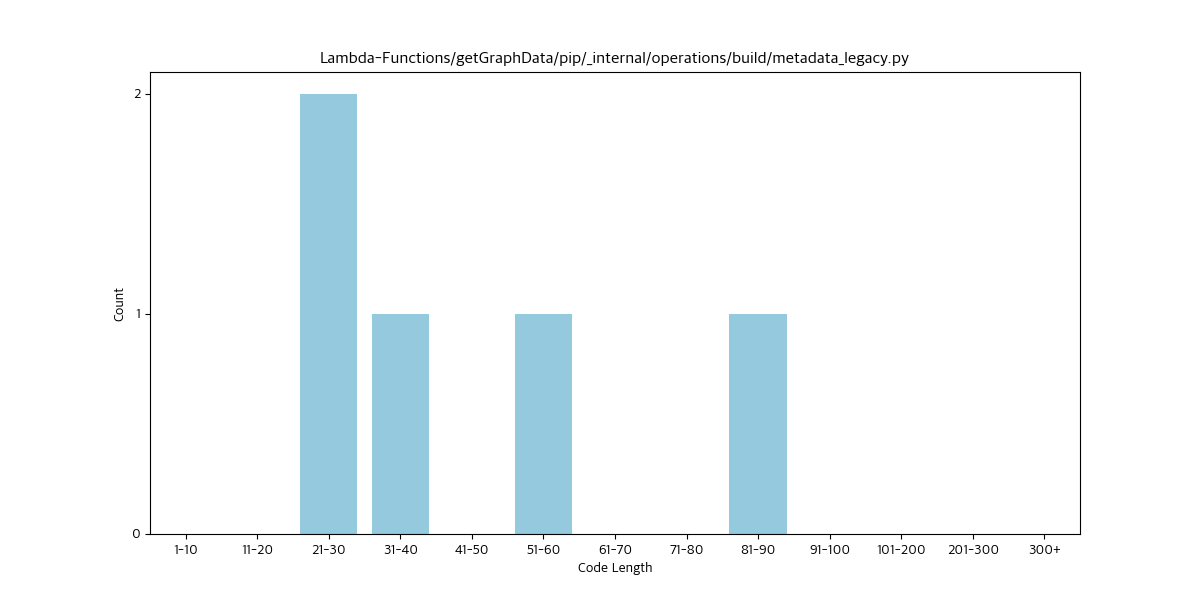 Lambda-Functions/getGraphData/pip/_internal/operations/build/metadata_legacy.py
2
1
0
Count
1-10 11-20 21-30 31-40 41-50 51-60 61-70 71-80 81-90 91-100 101-200 201-300 300+
Code Length